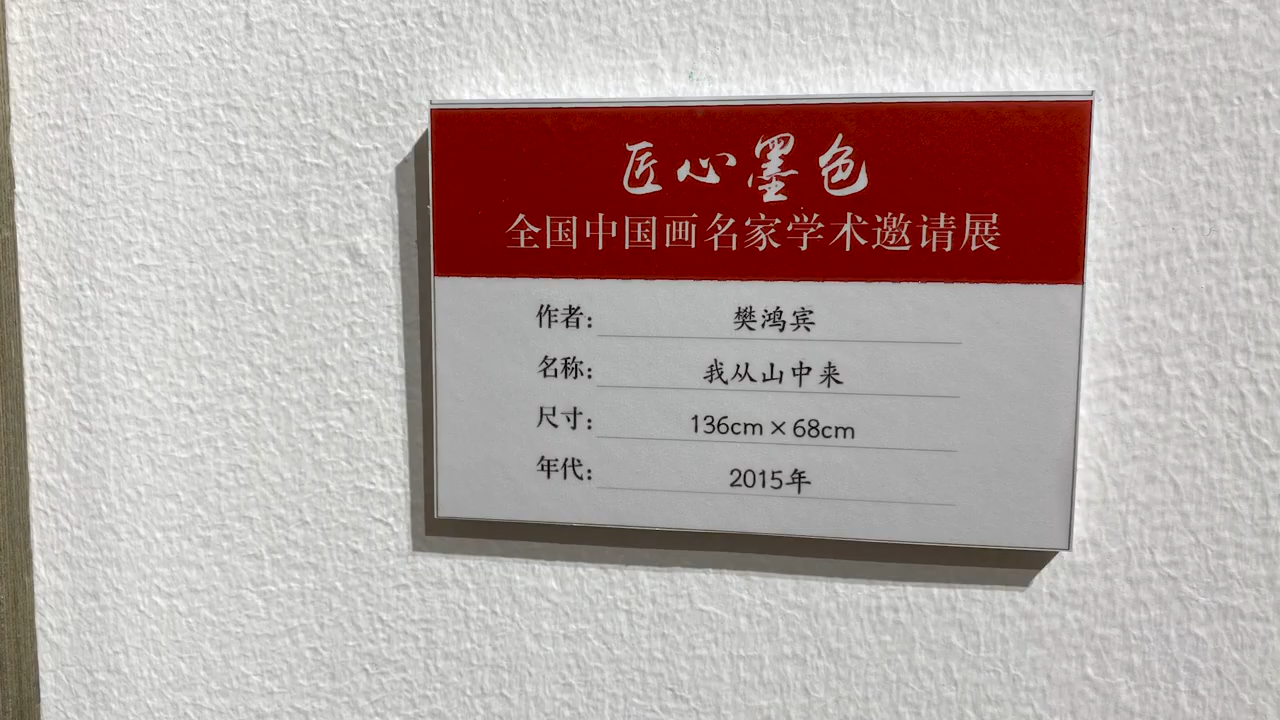 匠心墨色
全国中国画名家学术邀请展
作者: 樊鸿宾
名称: 我从山中来
尺寸: 136cm×68cm
年代: 2015年